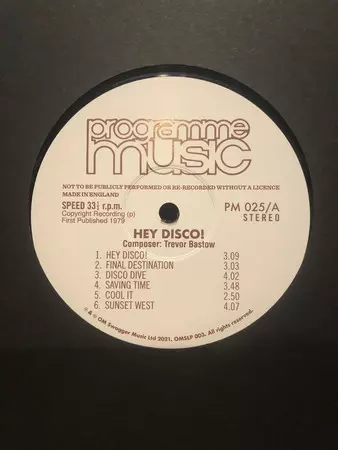 programme
music
NOT TO BE PUBLICLY PERFORMED OR RE-RECORDED WITHOUT A LICENCE
MADE IN ENGLAND
SPEED 33⅓ r.p.m.
Copyright Recording (p)
First Published 1979
PM 025/A
STEREO
HEY DISCO!
Composer: Trevor Bastow
1. HEY DISCO! 3.09
2. FINAL DESTINATION 3.03
3. DISCO DIVE 4.02
4. SAVING TIME 3.48
5. COOL IT 2.50
6. SUNSET WEST 4.07
℗ & © OM Swagger Music Ltd 2021. OMSLP 003. All rights reserved.